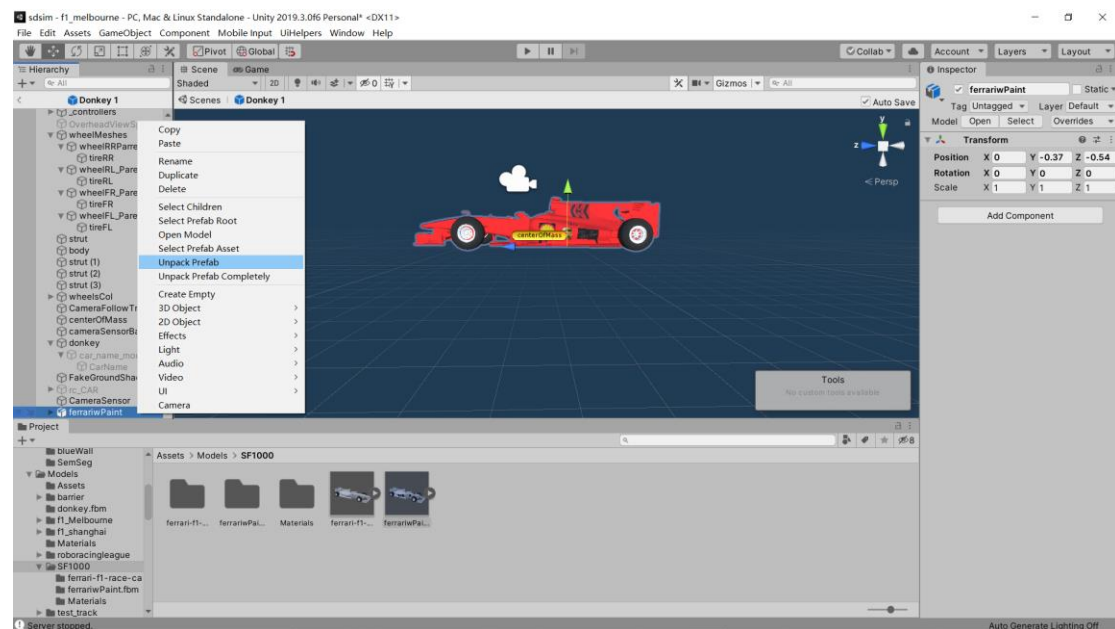 sdsim - f1_melbourne - PC, Mac & Linux Standalone - Unity 2019.3.0f6 Personal* <DX11>
File Edit Assets GameObject Component Mobile Input UiHelpers Window Help
Pivot Global Collab Account Layers Layout
Hierarchy
All
Donkey 1
_controllers
wheelMeshes
wheelRRParre
tireRR
wheelRL_Pare
tireRL
wheelFR_Pare
tireFR
wheelFL_Pare
tireFL
strut
body
strut (1)
strut (2)
strut (3)
wheelsCol
CameraFollowTr
centerOfMass
cameraSensorBa
donkey
car_name_mo
CarName
FakeGroundSha
rc_CAR
CameraSensor
ferrariwPaint
Copy
Paste
Rename
Duplicate
Delete
Select Children
Select Prefab Root
Open Model
Select Prefab Asset
Unpack Prefab
Unpack Prefab Completely
Create Empty
3D Object
2D Object
Effects
Light
Audio
Video
UI
Camera
Scene Game
Shaded 2D 0 Gizmos All
Scenes Donkey 1 Auto Save
y
z
Persp
centerOfMass
Tools
No custom tools available
Inspector
ferrariwPaint Static
Tag Untagged Layer Default
Model Open Select Overrides
Transform
Position X 0 Y -0.37 Z -0.54
Rotation X 0 Y 0 Z 0
Scale X 1 Y 1 Z 1
Add Component
Project
8
blueWall
SemSeg
Models
Assets
barrier
donkey.fbm
f1_Melbourne
f1_shanghai
Materials
roboracingleague
SF1000
ferrari-f1-race-ca
ferrariwPaint.fbm
Materials
test_track
Assets > Models > SF1000
ferrari-f1-... ferrariwPai... Materials ferrari-f1-... ferrariwPai...
Server stopped. Auto Generate Lighting Off